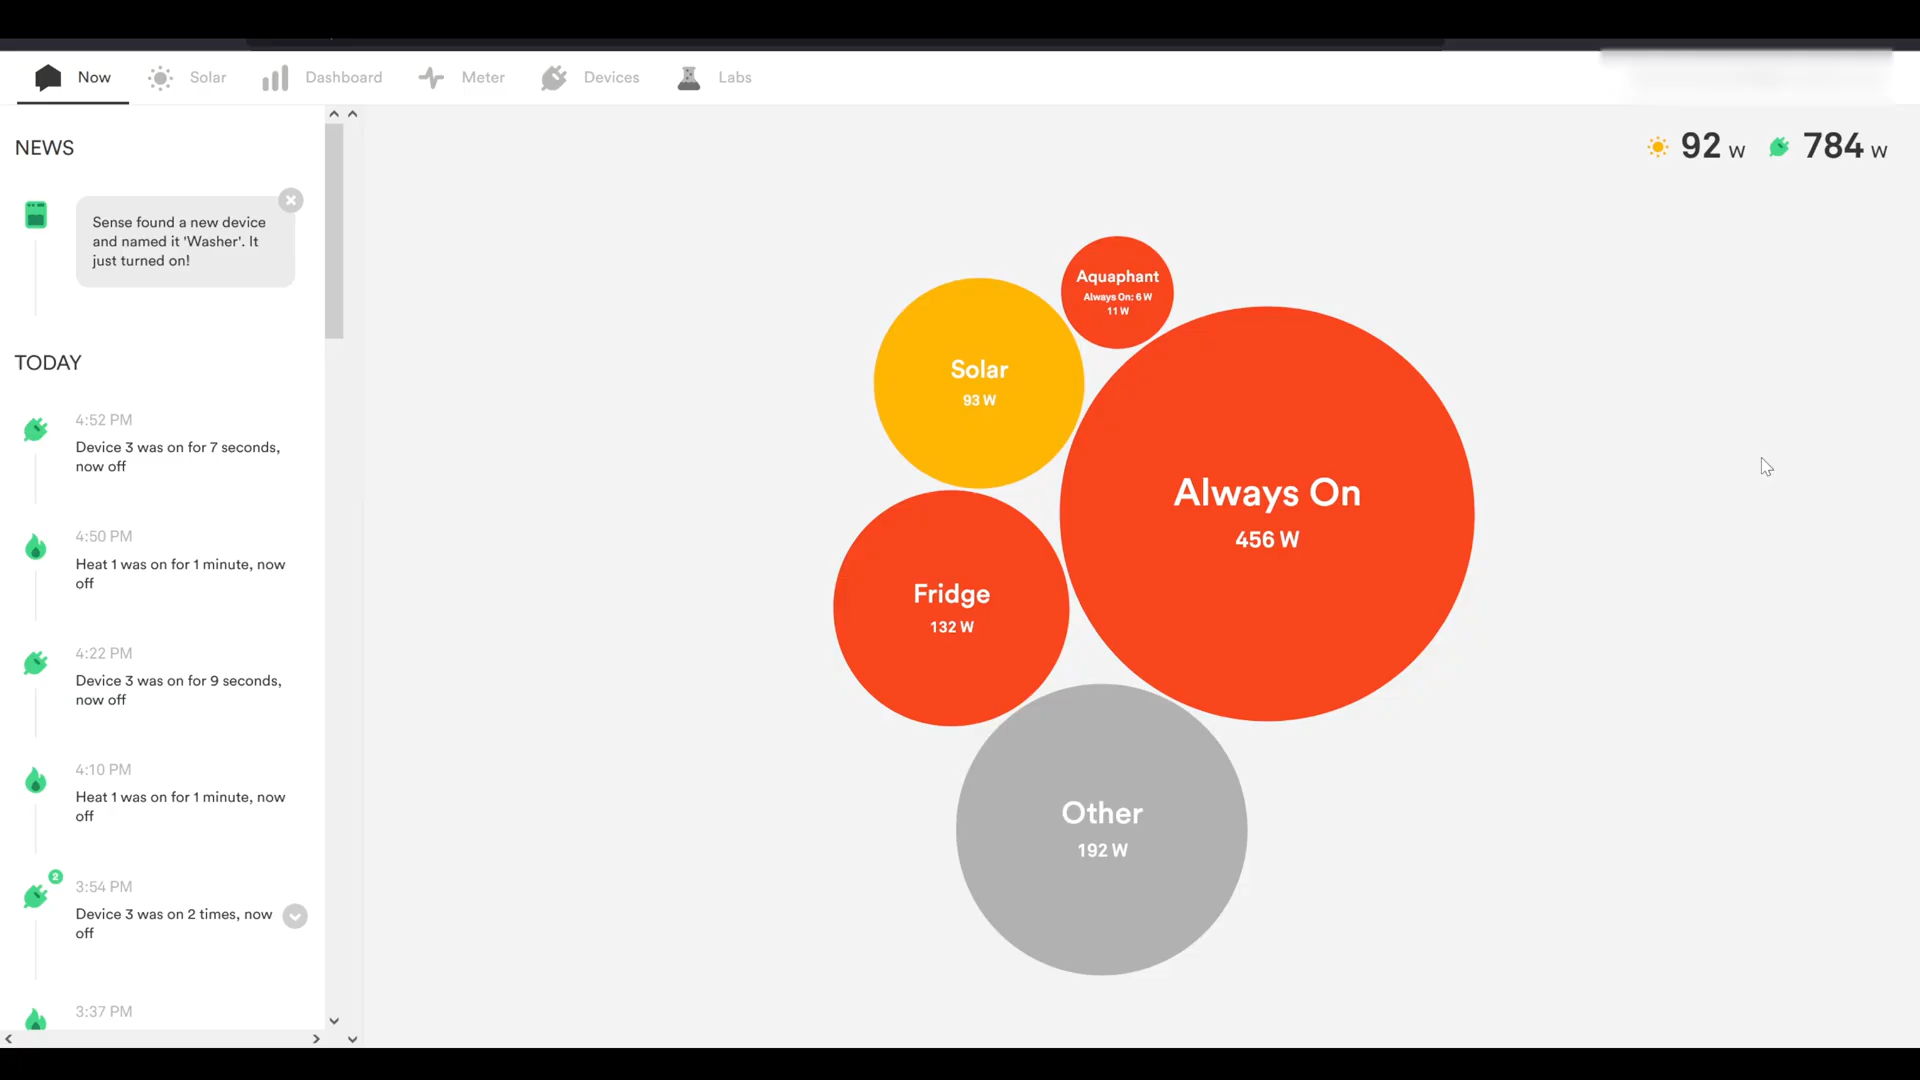 Now
Solar
Dashboard
Meter
Devices
Labs
NEWS
Sense found a new device
and named it 'Washer'. It
just turned on!
TODAY
4:52 PM
Device 3 was on for 7 seconds,
now off
4:50 PM
Heat 1 was on for 1 minute, now
off
4:22 PM
Device 3 was on for 9 seconds,
now off
4:10 PM
Heat 1 was on for 1 minute, now
off
2
3:54 PM
Device 3 was on 2 times, now
off
3:37 PM
92 W
784 W
Aquaphant
Always On: 6 W
11 W
Solar
93 W
Always On
456 W
Fridge
132 W
Other
192 W